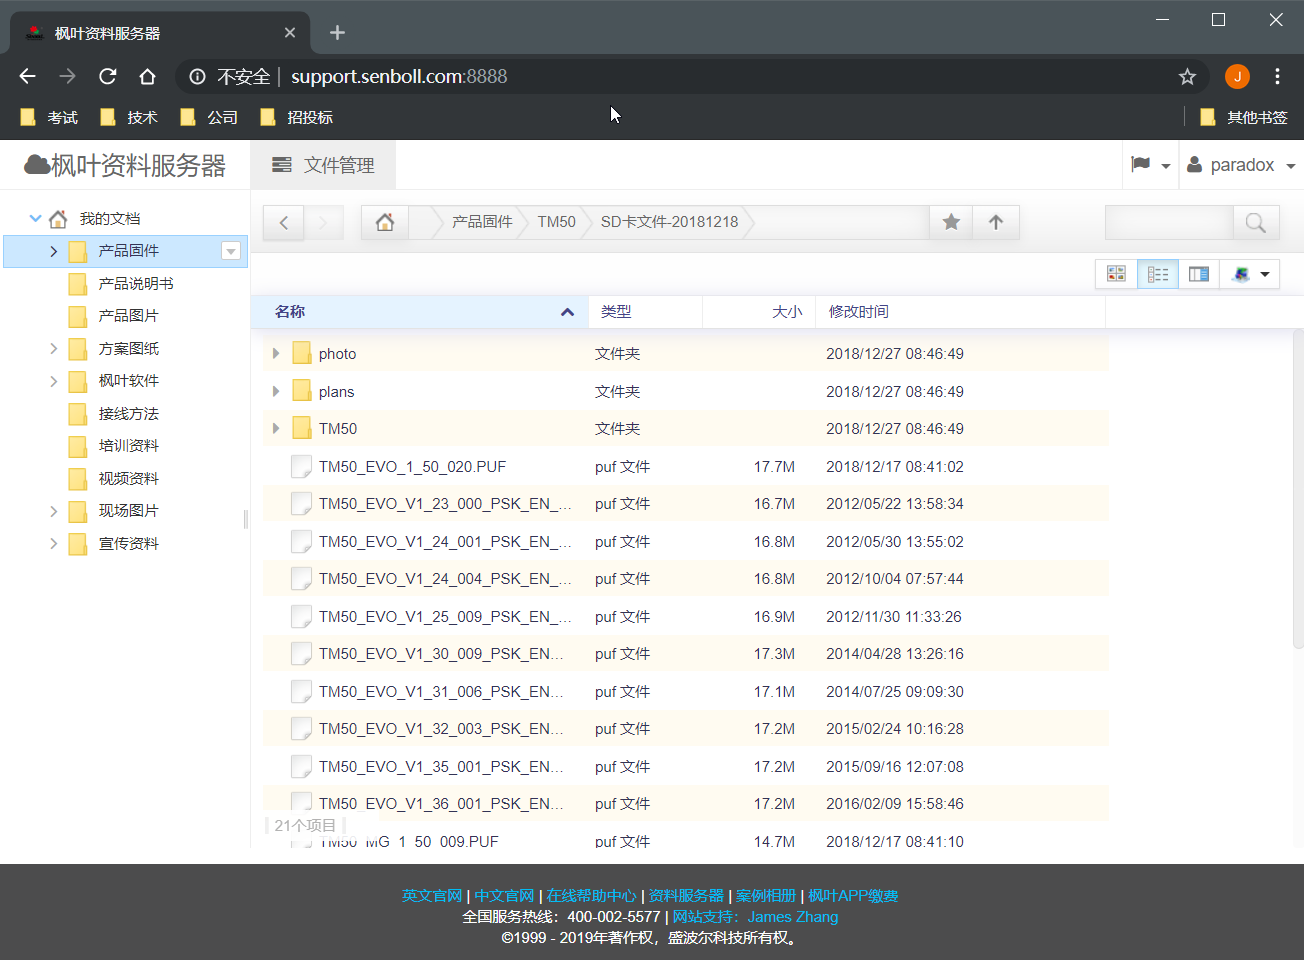 枫叶资料服务器
不安全 | support.senboll.com:8888
J
考试 技术 公司 招投标 其他书签
枫叶资料服务器 文件管理 paradox
我的文档
产品固件
产品说明书
产品图片
方案图纸
枫叶软件
接线方法
培训资料
视频资料
现场图片
宣传资料
产品固件 TM50 SD卡文件-20181218
名称 类型 大小 修改时间
photo 文件夹 2018/12/27 08:46:49
plans 文件夹 2018/12/27 08:46:49
TM50 文件夹 2018/12/27 08:46:49
TM50_EVO_1_50_020.PUF puf 文件 17.7M 2018/12/17 08:41:02
TM50_EVO_V1_23_000_PSK_EN_... puf 文件 16.7M 2012/05/22 13:58:34
TM50_EVO_V1_24_001_PSK_EN_... puf 文件 16.8M 2012/05/30 13:55:02
TM50_EVO_V1_24_004_PSK_EN_... puf 文件 16.8M 2012/10/04 07:57:44
TM50_EVO_V1_25_009_PSK_EN_... puf 文件 16.9M 2012/11/30 11:33:26
TM50_EVO_V1_30_009_PSK_EN... puf 文件 17.3M 2014/04/28 13:26:16
TM50_EVO_V1_31_006_PSK_EN... puf 文件 17.1M 2014/07/25 09:09:30
TM50_EVO_V1_32_003_PSK_EN... puf 文件 17.2M 2015/02/24 10:16:28
TM50_EVO_V1_35_001_PSK_EN... puf 文件 17.2M 2015/09/16 12:07:08
TM50_EVO_V1_36_001_PSK_EN... puf 文件 17.2M 2016/02/09 15:58:46
21个项目
TM50_MG_1_50_009.PUF puf 文件 14.7M 2018/12/17 08:41:10
英文官网 | 中文官网 | 在线帮助中心 | 资料服务器 | 案例相册 | 枫叶APP缴费
全国服务热线：400-002-5577 | 网站支持：James Zhang
©1999 - 2019年著作权，盛波尔科技所有权。